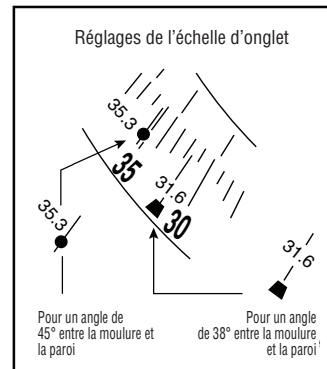 Réglages de l'échelle d'onglet
35.3
35
31.6
30
35.3
31.6
Pour un angle de
45° entre la moulure et
la paroi
Pour un angle
de 38° entre la moulure
et la paroi